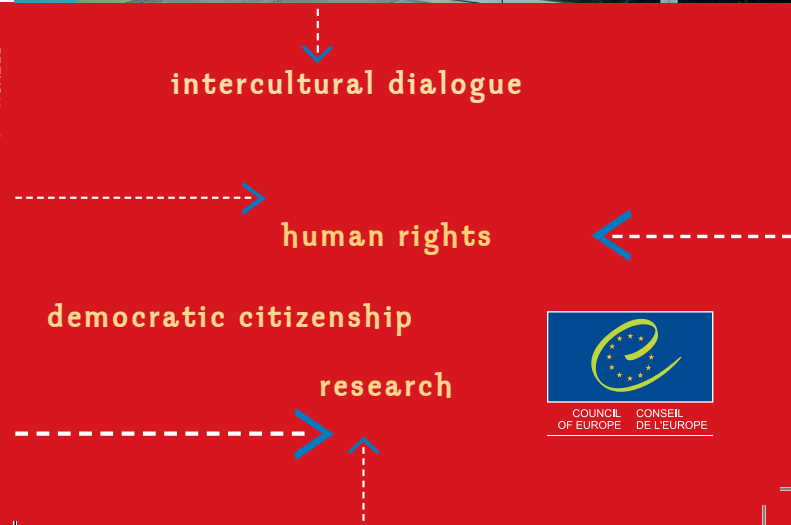 intercultural dialogue
human rights
democratic citizenship
research
COUNCIL CONSEIL
OF EUROPE DE L'EUROPE